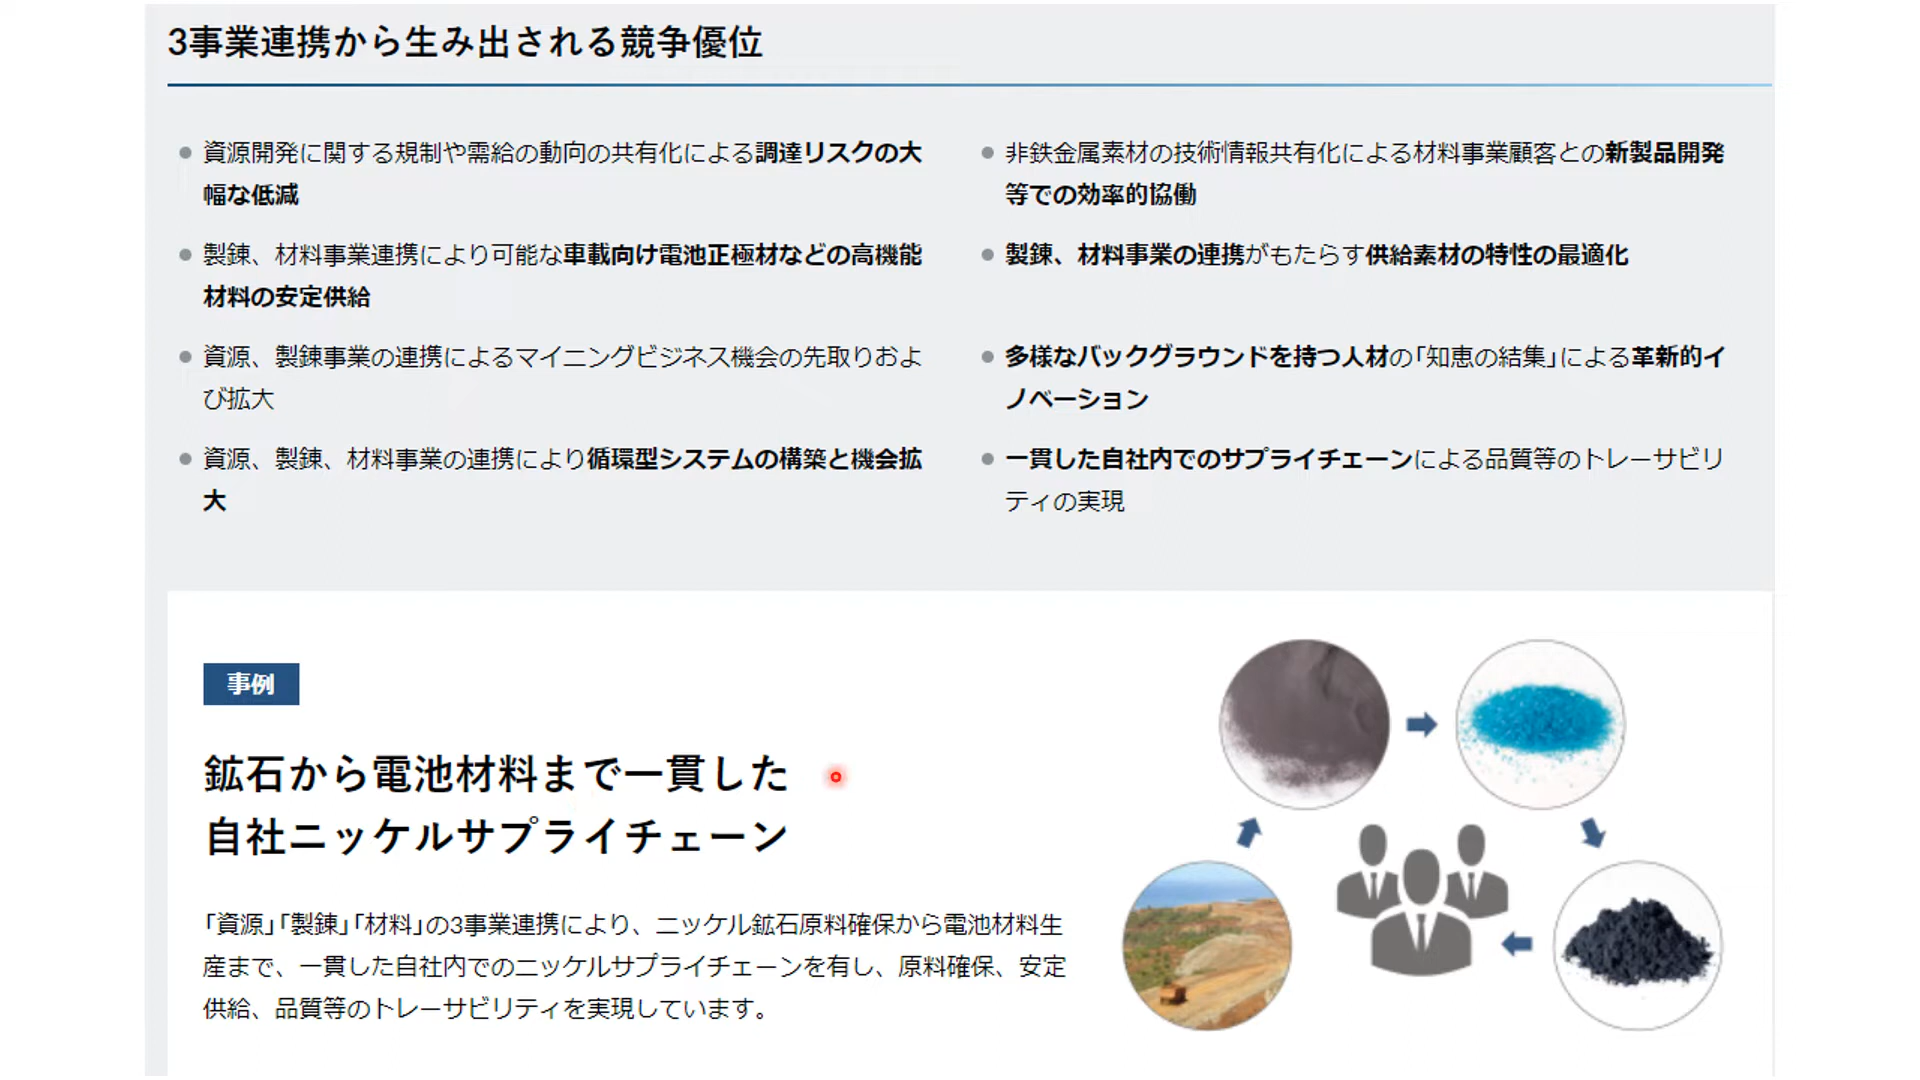 3事業連携から生み出される競争優位
資源開発に関する規制や需給の動向の共有化による調達リスクの大
幅な低減
製錬、材料事業連携により可能な車載向け電池正極材などの高機能
材料の安定供給
資源、製錬事業の連携によるマイニングビジネス機会の先取りおよ
び拡大
資源、製錬、材料事業の連携により循環型システムの構築と機会拡
大
非鉄金属素材の技術情報共有化による材料事業顧客との新製品開発
等での効率的協働
製錬、材料事業の連携がもたらす供給素材の特性の最適化
多様なバックグラウンドを持つ人材の「知恵の結集」による革新的イ
ノベーション
一貫した自社内でのサプライチェーンによる品質等のトレーサビリ
ティの実現
事例
鉱石から電池材料まで一貫した
自社ニッケルサプライチェーン
「資源」「製錬」「材料」の3事業連携により、ニッケル鉱石原料確保から電池材料生
産まで、一貫した自社内でのニッケルサプライチェーンを有し、原料確保、安定
供給、品質等のトレーサビリティを実現しています。